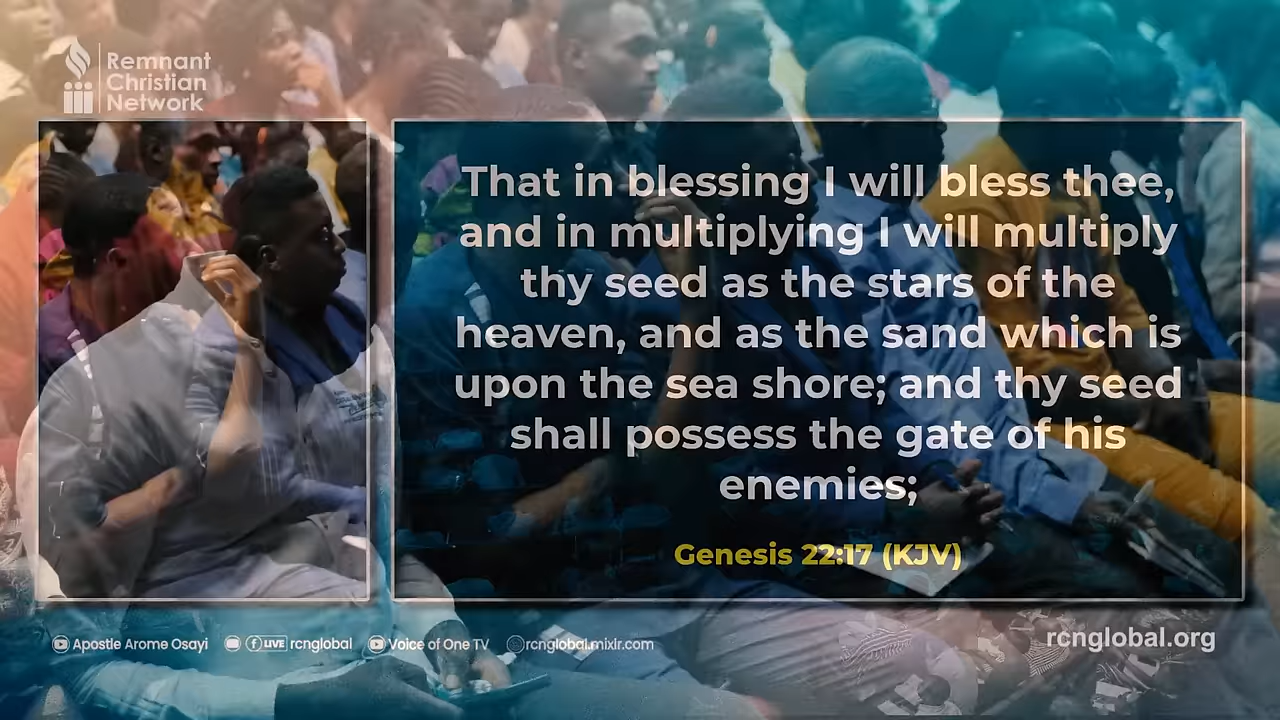 Remnant
Christian
Network
That in blessing I will bless thee,
and in multiplying I will multiply
thy seed as the stars of the
heaven, and as the sand which is
upon the sea shore; and thy seed
shall possess the gate of his
enemies;
Genesis 22:17 (KJV)
Apostle Arome Osayi LIVE rcnglobal Voice of One TV rcnglobal.mixlr.com
rcnglobal.org